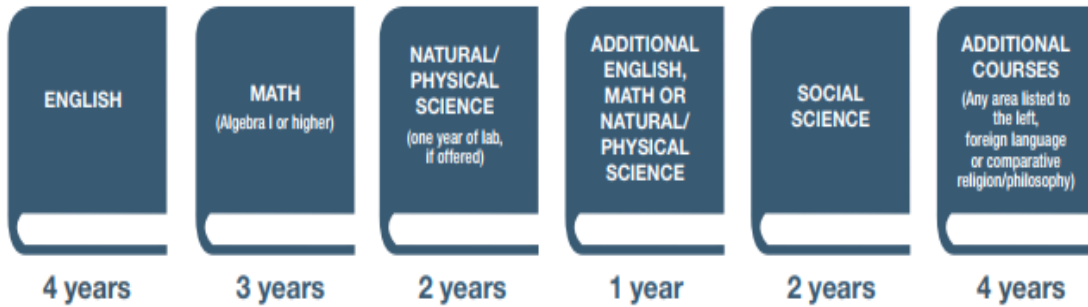 ENGLISH
4 years
MATH
(Algebra I or higher)
3 years
NATURAL/
PHYSICAL
SCIENCE
(one year of lab,
if offered)
2 years
ADDITIONAL
ENGLISH,
MATH OR
NATURAL/
PHYSICAL
SCIENCE
1 year
SOCIAL
SCIENCE
2 years
ADDITIONAL
COURSES
(Any area listed to
the left,
foreign language
or comparative
religion/philosophy)
4 years